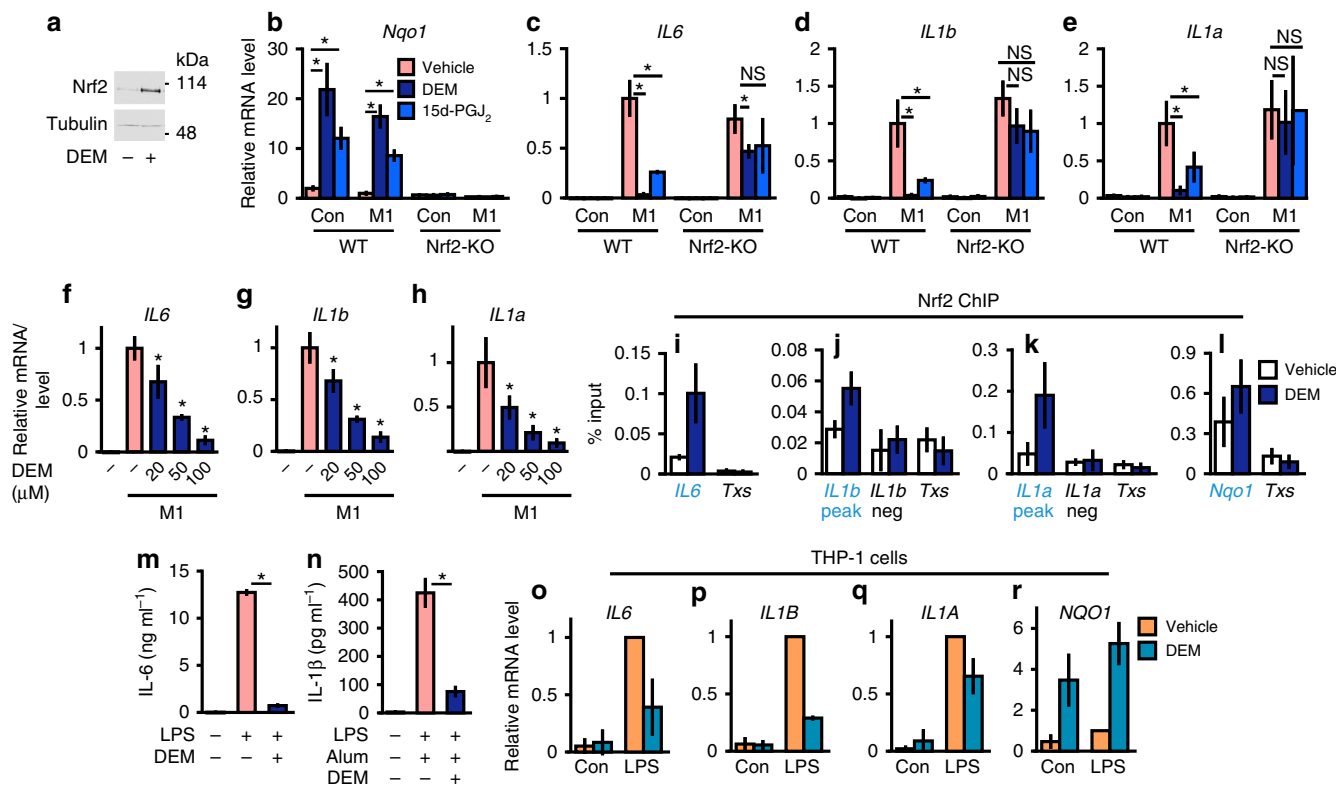 a
kDa
Nrf2
114
Tubulin
48
DEM – +
b
Nqo1
Relative mRNA level
30
20
10
0
* * * *
Vehicle
DEM
15d-PGJ2
Con M1 Con M1
WT Nrf2-KO
c
IL6
1.5
1
0.5
0
* * * NS
Con M1 Con M1
WT Nrf2-KO
d
IL1b
2
1.5
1
0.5
0
* * NS NS
Con M1 Con M1
WT Nrf2-KO
e
IL1a
2
1.5
1
0.5
0
* * NS NS
Con M1 Con M1
WT Nrf2-KO
f
IL6
Relative mRNA/
level
1
0.5
0
* * *
DEM
(μM)
– – 20 50 100
M1
g
IL1b
1
0.5
0
* * *
– – 20 50 100
M1
h
IL1a
1
0.5
* * *
– – 20 50 100
M1
Nrf2 ChIP
i
% input
0.15
0.1
0.05
0
IL6 Txs
j
0.08
0.06
0.04
0.02
0
IL1b
peak
IL1b
neg
Txs
k
0.3
0.2
0.1
0
IL1a
peak
IL1a
neg
Txs
l
0.9
0.6
0.3
0
Vehicle
DEM
Nqo1 Txs
m
IL-6 (ng ml–1)
15
10
5
0
*
LPS – + +
DEM – – +
n
IL-1β (pg ml–1)
500
400
300
200
100
0
*
LPS – + +
Alum – + +
DEM – – +
THP-1 cells
o
IL6
Relative mRNA level
1
0.5
0
Con LPS
p
IL1B
1
0.5
0
Con LPS
q
IL1A
1
0.5
0
Con LPS
r
NQO1
6
4
2
0
Vehicle
DEM
Con LPS